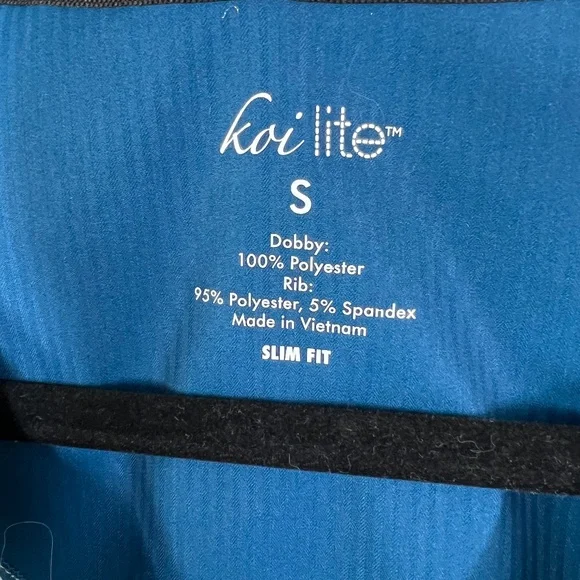 koi lite™
S
Dobby:
100% Polyester
Rib:
95% Polyester, 5% Spandex
Made in Vietnam
SLIM FIT